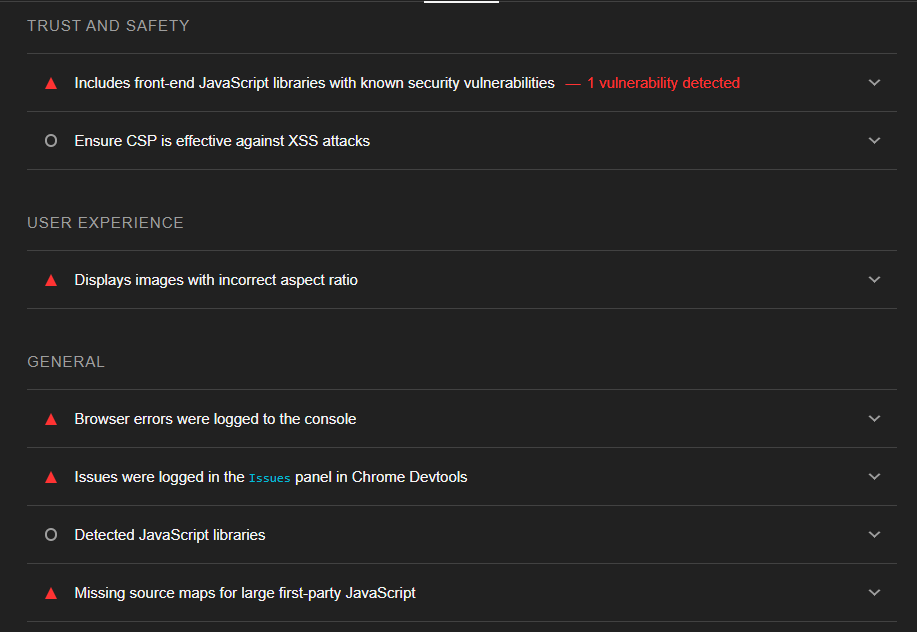 TRUST AND SAFETY
Includes front-end JavaScript libraries with known security vulnerabilities — 1 vulnerability detected
Ensure CSP is effective against XSS attacks
USER EXPERIENCE
Displays images with incorrect aspect ratio
GENERAL
Browser errors were logged to the console
Issues were logged in the Issues panel in Chrome Devtools
Detected JavaScript libraries
Missing source maps for large first-party JavaScript